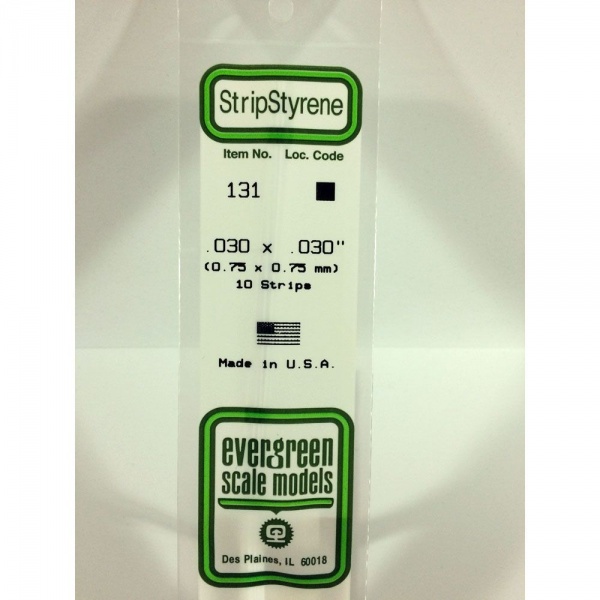 StripStyrene
Item No. Loc. Code
131
.030 x .030"
(0.75 x 0.75 mm)
10 Strips
Made in U.S.A.
evergreen
scale models
Des Plaines, IL 60018